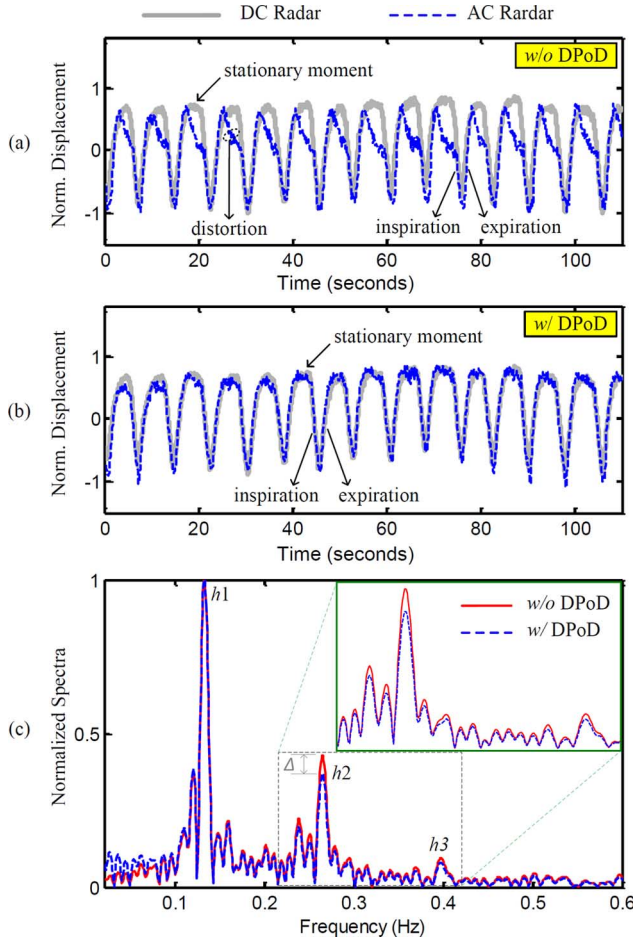 DC Radar AC Rardar
w/o DPoD
stationary moment
(a)
Norm. Displacement
1
0
-1
distortion
inspiration expiration
0 20 40 60 80 100
Time (seconds)
w/ DPoD
stationary moment
(b)
Norm. Displacement
1
0
-1
inspiration expiration
0 20 40 60 80 100
Time (seconds)
(c)
Normalized Spectra
1
0.5
0
h1
w/o DPoD
w/ DPoD
Δ
h2
h3
0.1 0.2 0.3 0.4 0.5 0.6
Frequency (Hz)